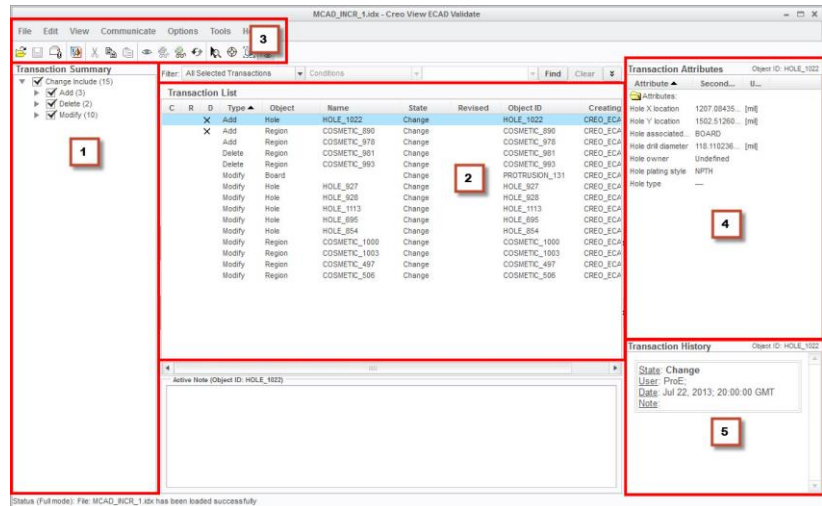 MCAD_INCR_1.idx - Creo View ECAD Validate
File Edit View Communicate Options Tools
3
Transaction Summary
Change Include (15)
Add (3)
Delete (2)
Modify (10)
1
Filter: All Selected Transactions Conditions Find Clear
Transaction List
C R D Type Object Name State Revised Object ID Creating
X Add Hole HOLE_1022 Change HOLE_1022 CREO_ECA
X Add Region COSMETIC_890 Change COSMETIC_890 CREO_ECA
Add Region COSMETIC_978 Change COSMETIC_978 CREO_ECA
Delete Region COSMETIC_981 Change COSMETIC_981 CREO_ECA
Delete Region COSMETIC_993 Change COSMETIC_993 CREO_ECA
Modify Board Change PROTRUSION_131 CREO_ECA
Modify Hole HOLE_927 Change HOLE_927 CREO_ECA
Modify Hole HOLE_928 Change HOLE_928 CREO_ECA
Modify Hole HOLE_1113 Change HOLE_1113 CREO_ECA
Modify Hole HOLE_695 Change HOLE_695 CREO_ECA
Modify Hole HOLE_854 Change HOLE_854 CREO_ECA
Modify Region COSMETIC_1000 Change COSMETIC_1000 CREO_ECA
Modify Region COSMETIC_1003 Change COSMETIC_1003 CREO_ECA
Modify Region COSMETIC_497 Change COSMETIC_497 CREO_ECA
Modify Region COSMETIC_506 Change COSMETIC_506 CREO_ECA
2
Active Note (Object ID: HOLE_1022)
Transaction Attributes Object ID: HOLE_1022
Attribute Second... U...
Attributes:
Hole X location 1207.08435... [mil]
Hole Y location 1502.51260... [mil]
Hole associated... BOARD
Hole drill diameter 118.110236... [mil]
Hole owner Undefined
Hole plating style NPTH
Hole type —
4
Transaction History Object ID: HOLE_1022
State: Change
User: ProE;
Date: Jul 22, 2013; 20:00:00 GMT
Note:
5
Status (Full mode): File: MCAD_INCR_1.idx has been loaded successfully